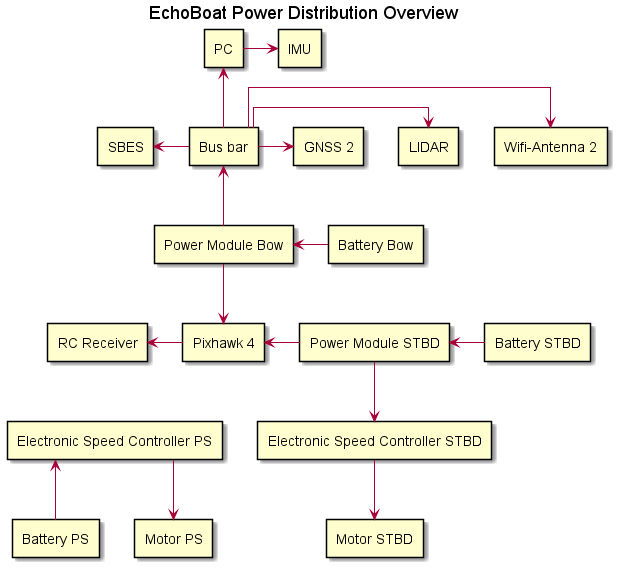 EchoBoat Power Distribution Overview
PC
IMU
SBES
Bus bar
GNSS 2
LIDAR
Wifi-Antenna 2
Power Module Bow
Battery Bow
RC Receiver
Pixhawk 4
Power Module STBD
Battery STBD
Electronic Speed Controller PS
Electronic Speed Controller STBD
Battery PS
Motor PS
Motor STBD